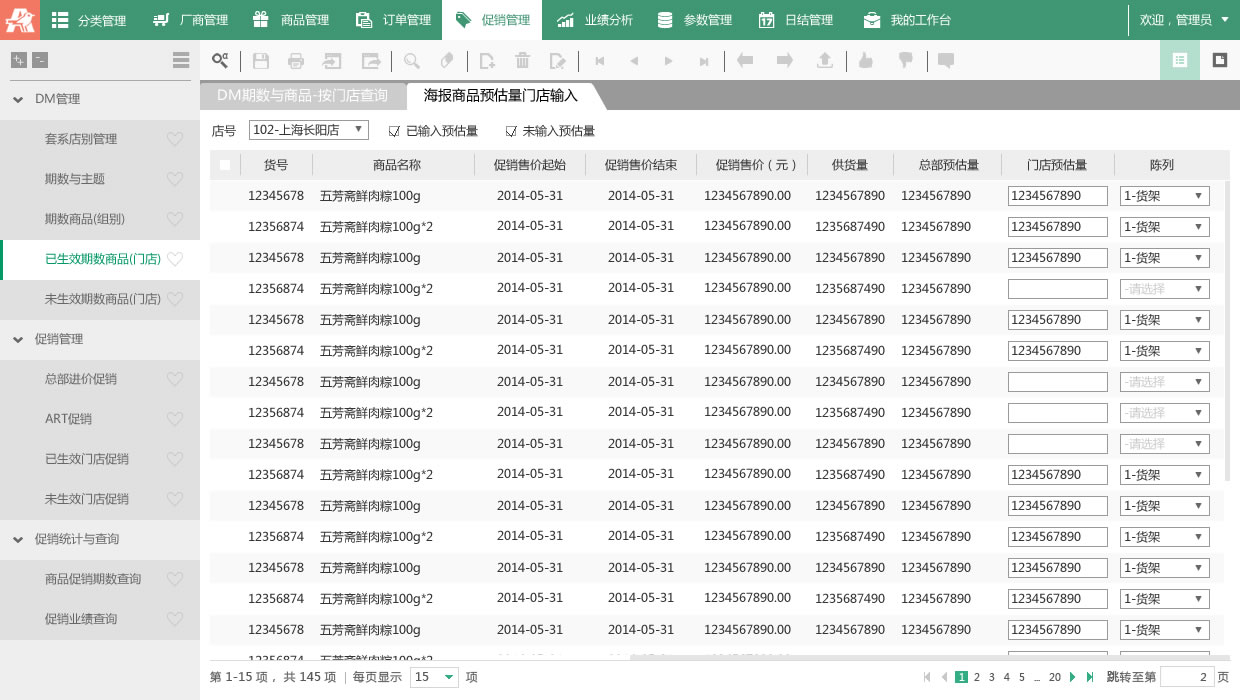 分类管理 厂商管理 商品管理 订单管理 促销管理 业绩分析 参数管理 日结管理 我的工作台 欢迎，管理员
DM期数与商品-按门店查询 海报商品预估量门店输入
DM管理
套系店别管理
期数与主题
期数商品(组别)
已生效期数商品(门店)
未生效期数商品(门店)
促销管理
总部进价促销
ART促销
已生效门店促销
未生效门店促销
促销统计与查询
商品促销期数查询
促销业绩查询
店号 102-上海长阳店 已输入预估量 未输入预估量
货号 商品名称 促销售价起始 促销售价结束 促销售价（元） 供货量 总部预估量 门店预估量 陈列
12345678 五芳斋鲜肉粽100g 2014-05-31 2014-05-31 1234567890.00 1234567890 1234567890 1234567890 1-货架
12356874 五芳斋鲜肉粽100g*2 2014-05-31 2014-05-31 1234567890.00 1235687490 1234567890 1234567890 1-货架
12345678 五芳斋鲜肉粽100g 2014-05-31 2014-05-31 1234567890.00 1234567890 1234567890 1234567890 1-货架
12356874 五芳斋鲜肉粽100g*2 2014-05-31 2014-05-31 1234567890.00 1235687490 1234567890 -请选择
12345678 五芳斋鲜肉粽100g 2014-05-31 2014-05-31 1234567890.00 1234567890 1234567890 1234567890 1-货架
12356874 五芳斋鲜肉粽100g*2 2014-05-31 2014-05-31 1234567890.00 1235687490 1234567890 1234567890 1-货架
12345678 五芳斋鲜肉粽100g 2014-05-31 2014-05-31 1234567890.00 1234567890 1234567890 -请选择
12356874 五芳斋鲜肉粽100g*2 2014-05-31 2014-05-31 1234567890.00 1235687490 1234567890 -请选择
12345678 五芳斋鲜肉粽100g 2014-05-31 2014-05-31 1234567890.00 1234567890 1234567890 -请选择
12356874 五芳斋鲜肉粽100g*2 2014-05-31 2014-05-31 1234567890.00 1235687490 1234567890 1234567890 1-货架
12345678 五芳斋鲜肉粽100g 2014-05-31 2014-05-31 1234567890.00 1234567890 1234567890 1234567890 1-货架
12356874 五芳斋鲜肉粽100g*2 2014-05-31 2014-05-31 1234567890.00 1235687490 1234567890 1234567890 1-货架
12345678 五芳斋鲜肉粽100g 2014-05-31 2014-05-31 1234567890.00 1234567890 1234567890 1234567890 1-货架
12356874 五芳斋鲜肉粽100g*2 2014-05-31 2014-05-31 1234567890.00 1235687490 1234567890 1234567890 1-货架
12345678 五芳斋鲜肉粽100g 2014-05-31 2014-05-31 1234567890.00 1234567890 1234567890 1234567890 1-货架
12356874 五芳斋鲜肉粽100g*2
第 1-15 项， 共 145 项 | 每页显示 15 项 1 2 3 4 5 ... 20 跳转至第 2 页